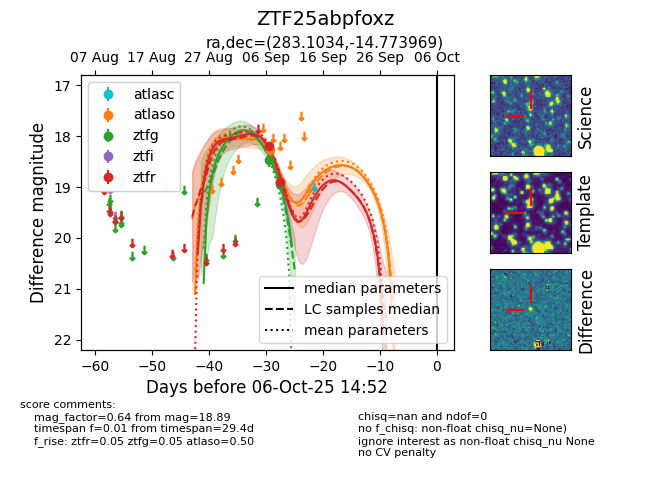 ZTF25abpfoxz
ra,dec=(283.1034,-14.773969)
07 Aug 17 Aug 27 Aug 06 Sep 16 Sep 26 Sep 06 Oct
17
18
19
20
21
22
Difference magnitude
atlasc
atlaso
ztfg
ztfi
ztfr
median parameters
LC samples median
mean parameters
−60 −50 −40 −30 −20 −10 0
Days before 06-Oct-25 14:52
Science
Template
Difference
score comments:
mag_factor=0.64 from mag=18.89
timespan f=0.01 from timespan=29.4d
f_rise: ztfr=0.05 ztfg=0.05 atlaso=0.50
chisq=nan and ndof=0
no f_chisq: non-float chisq_nu=None)
ignore interest as non-float chisq_nu None
no CV penalty